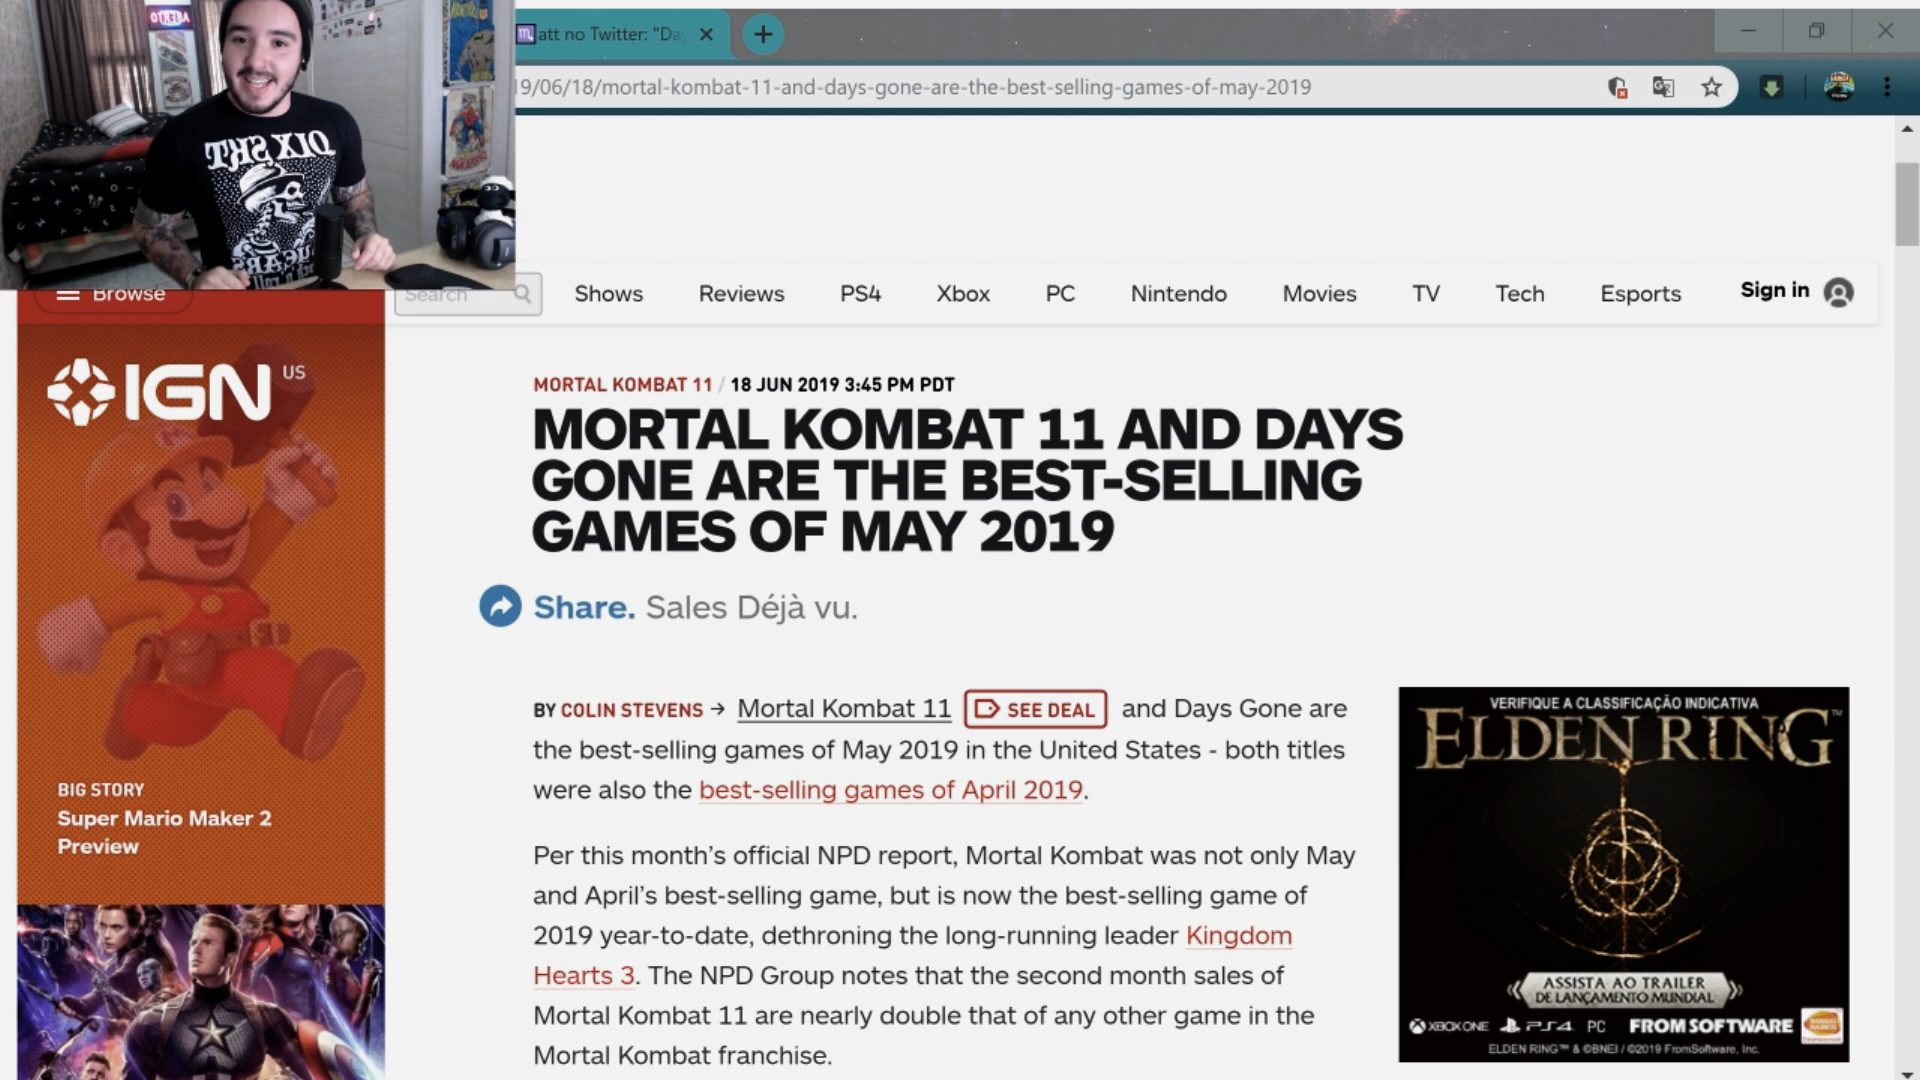 att no Twitter: "Da
19/06/18/mortal-kombat-11-and-days-gone-are-the-best-selling-games-of-may-2019
Browse
Search
Shows
Reviews
PS4
Xbox
PC
Nintendo
Movies
TV
Tech
Esports
Sign in
IGN US
MORTAL KOMBAT 11 / 18 JUN 2019 3:45 PM PDT
MORTAL KOMBAT 11 AND DAYS
GONE ARE THE BEST-SELLING
GAMES OF MAY 2019
Share. Sales Déjà vu.
BY COLIN STEVENS → Mortal Kombat 11 SEE DEAL and Days Gone are
the best-selling games of May 2019 in the United States - both titles
were also the best-selling games of April 2019.
Per this month's official NPD report, Mortal Kombat was not only May
and April's best-selling game, but is now the best-selling game of
2019 year-to-date, dethroning the long-running leader Kingdom
Hearts 3. The NPD Group notes that the second month sales of
Mortal Kombat 11 are nearly double that of any other game in the
Mortal Kombat franchise.
BIG STORY
Super Mario Maker 2
Preview
VERIFIQUE A CLASSIFICAÇÃO INDICATIVA
ELDEN RING™
ASSISTA AO TRAILER
DE LANÇAMENTO MUNDIAL
XBOX ONE PS4 PC FROM SOFTWARE
ELDEN RING™ & ©BNEI / ©2019 FromSoftware, Inc.